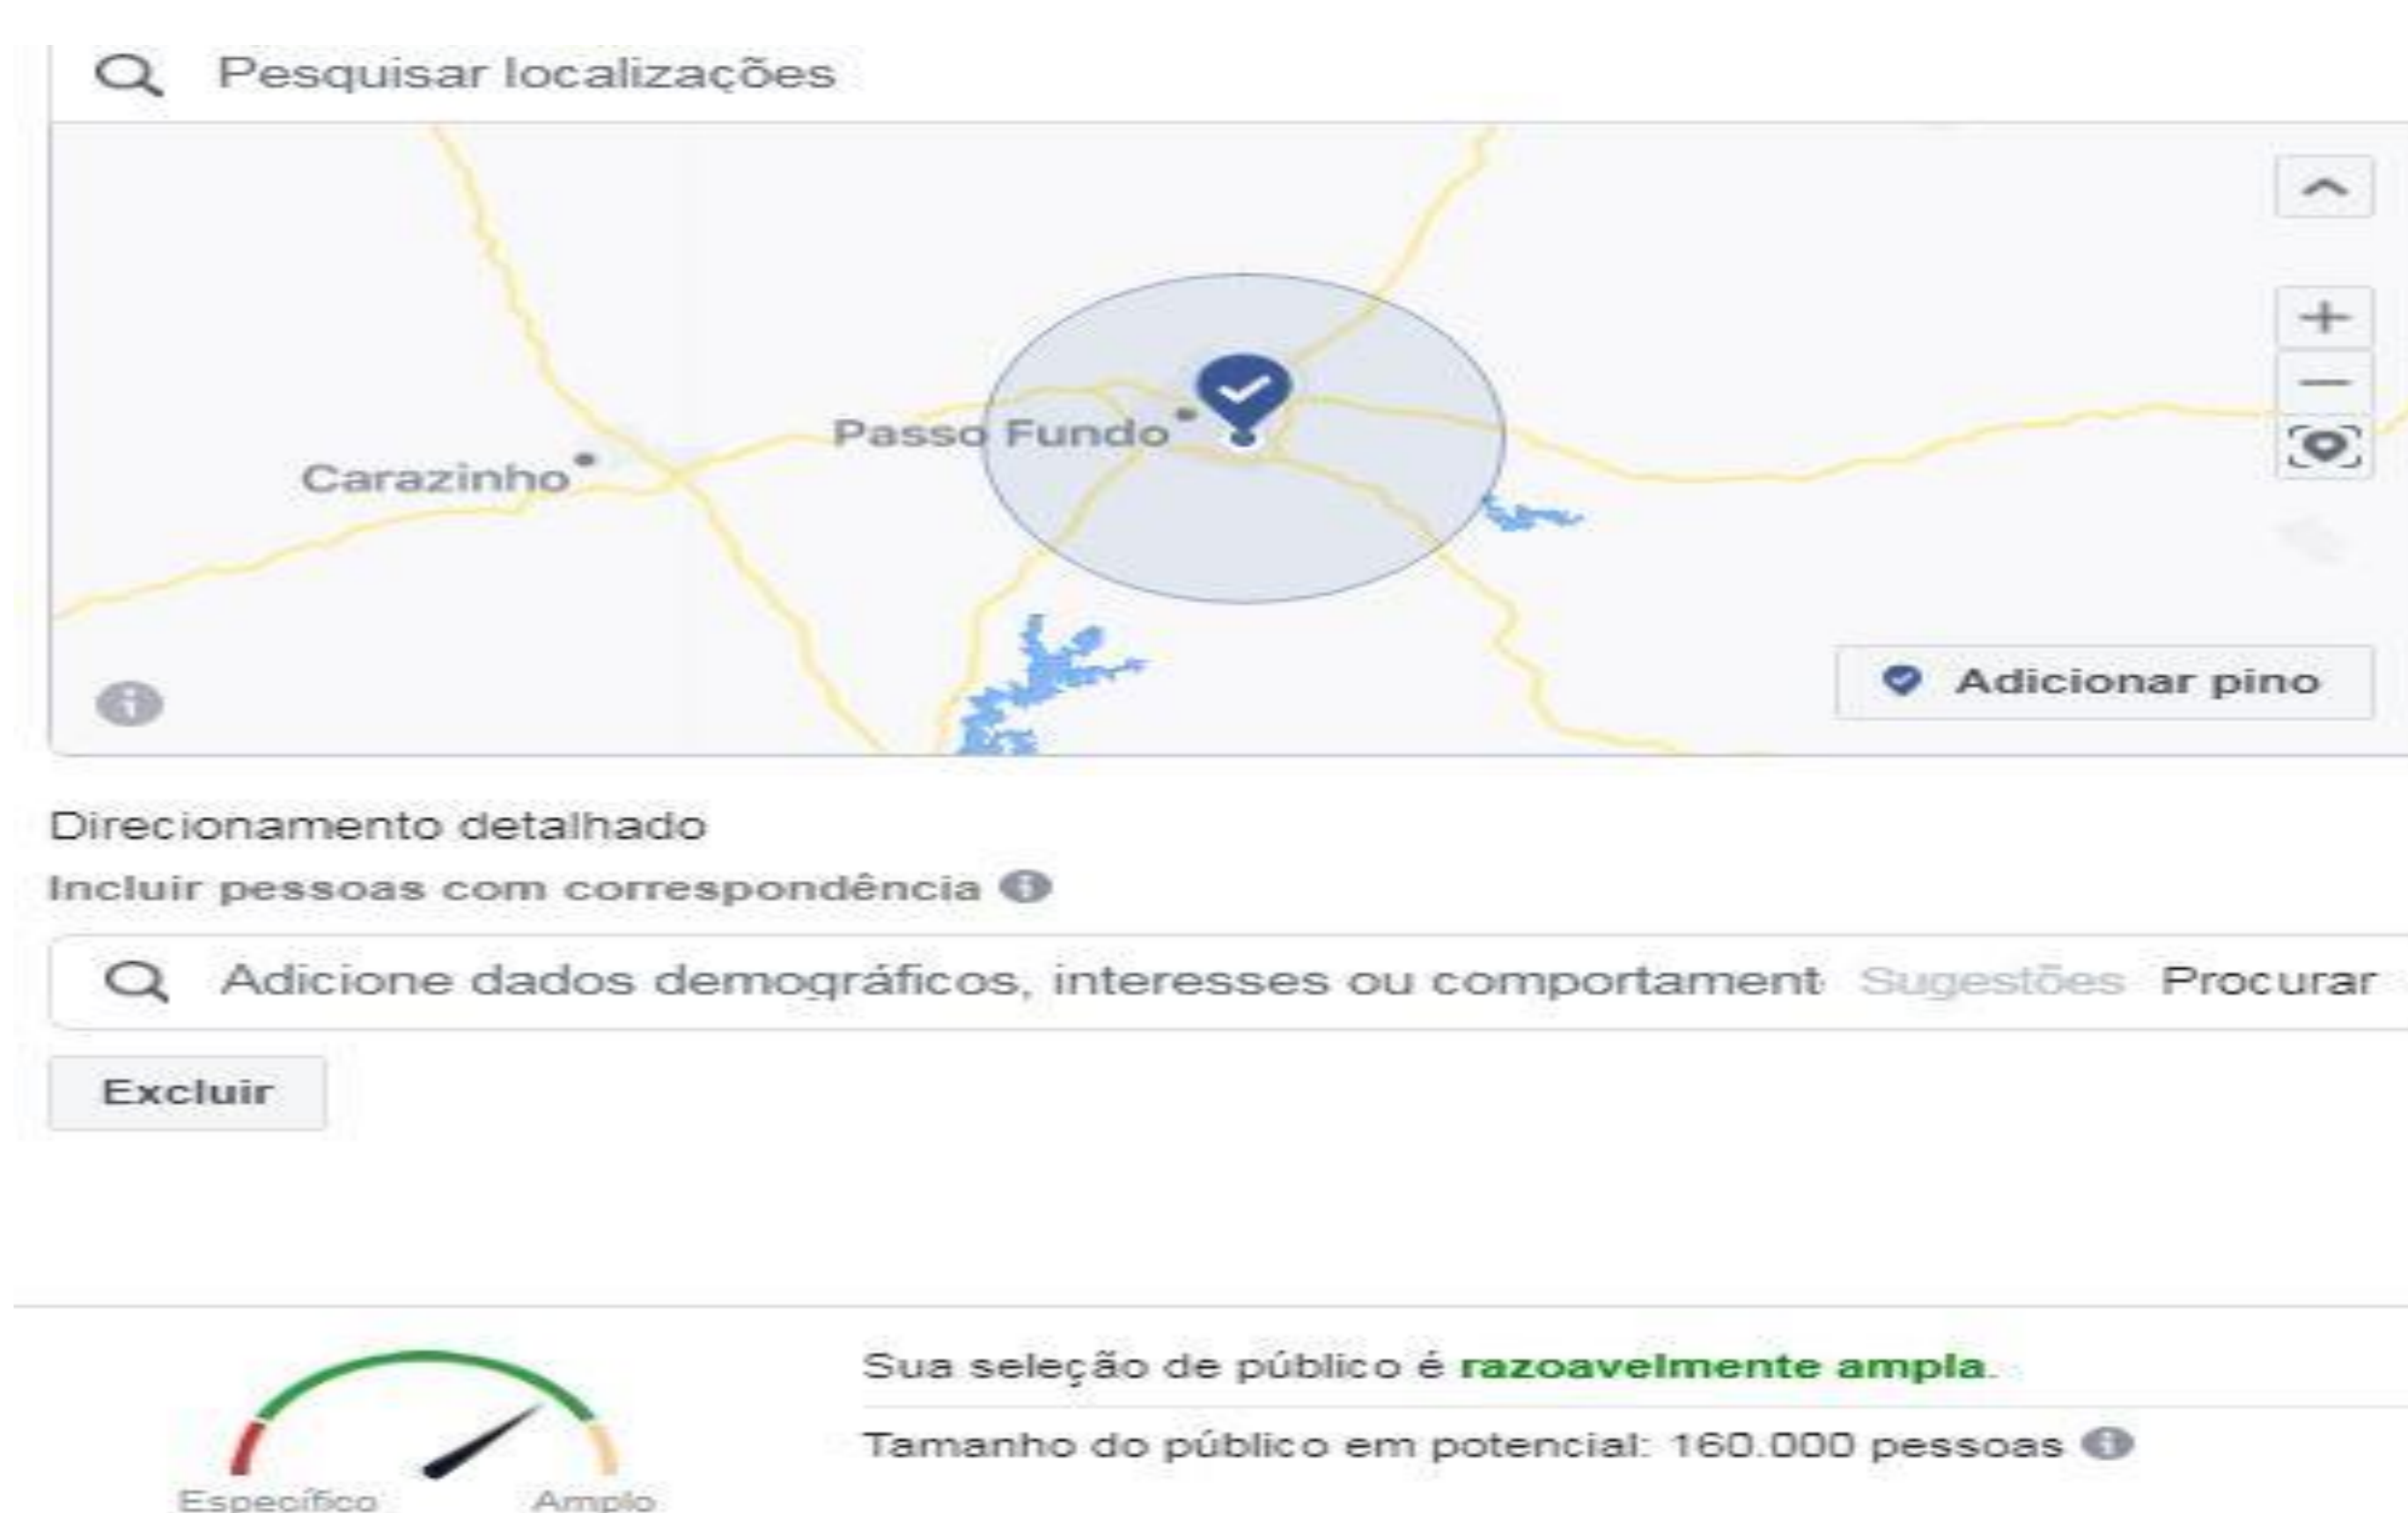 Pesquisar localizações
Passo Fundo
Carazinho
Adicionar pino
Direcionamento detalhado
Incluir pessoas com correspondência
Adicione dados demográficos, interesses ou comportament Sugestões Procurar
Excluir
Sua seleção de público é razoavelmente ampla.
Tamanho do público em potencial: 160.000 pessoas
Específico Amplo